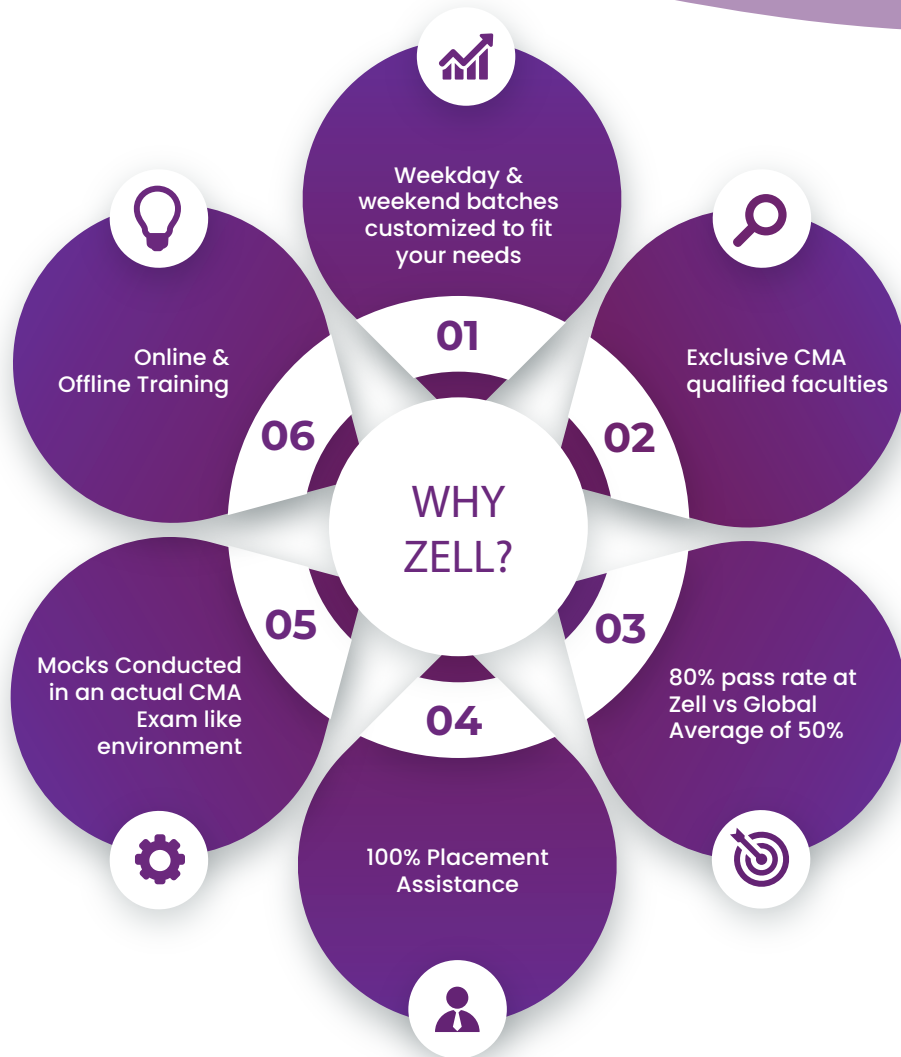 WHY
ZELL?
01
Weekday &
weekend batches
customized to fit
your needs
02
Exclusive CMA
qualified faculties
03
80% pass rate at
Zell vs Global
Average of 50%
04
100% Placement
Assistance
05
Mocks Conducted
in an actual CMA
Exam like
environment
06
Online &
Offline Training